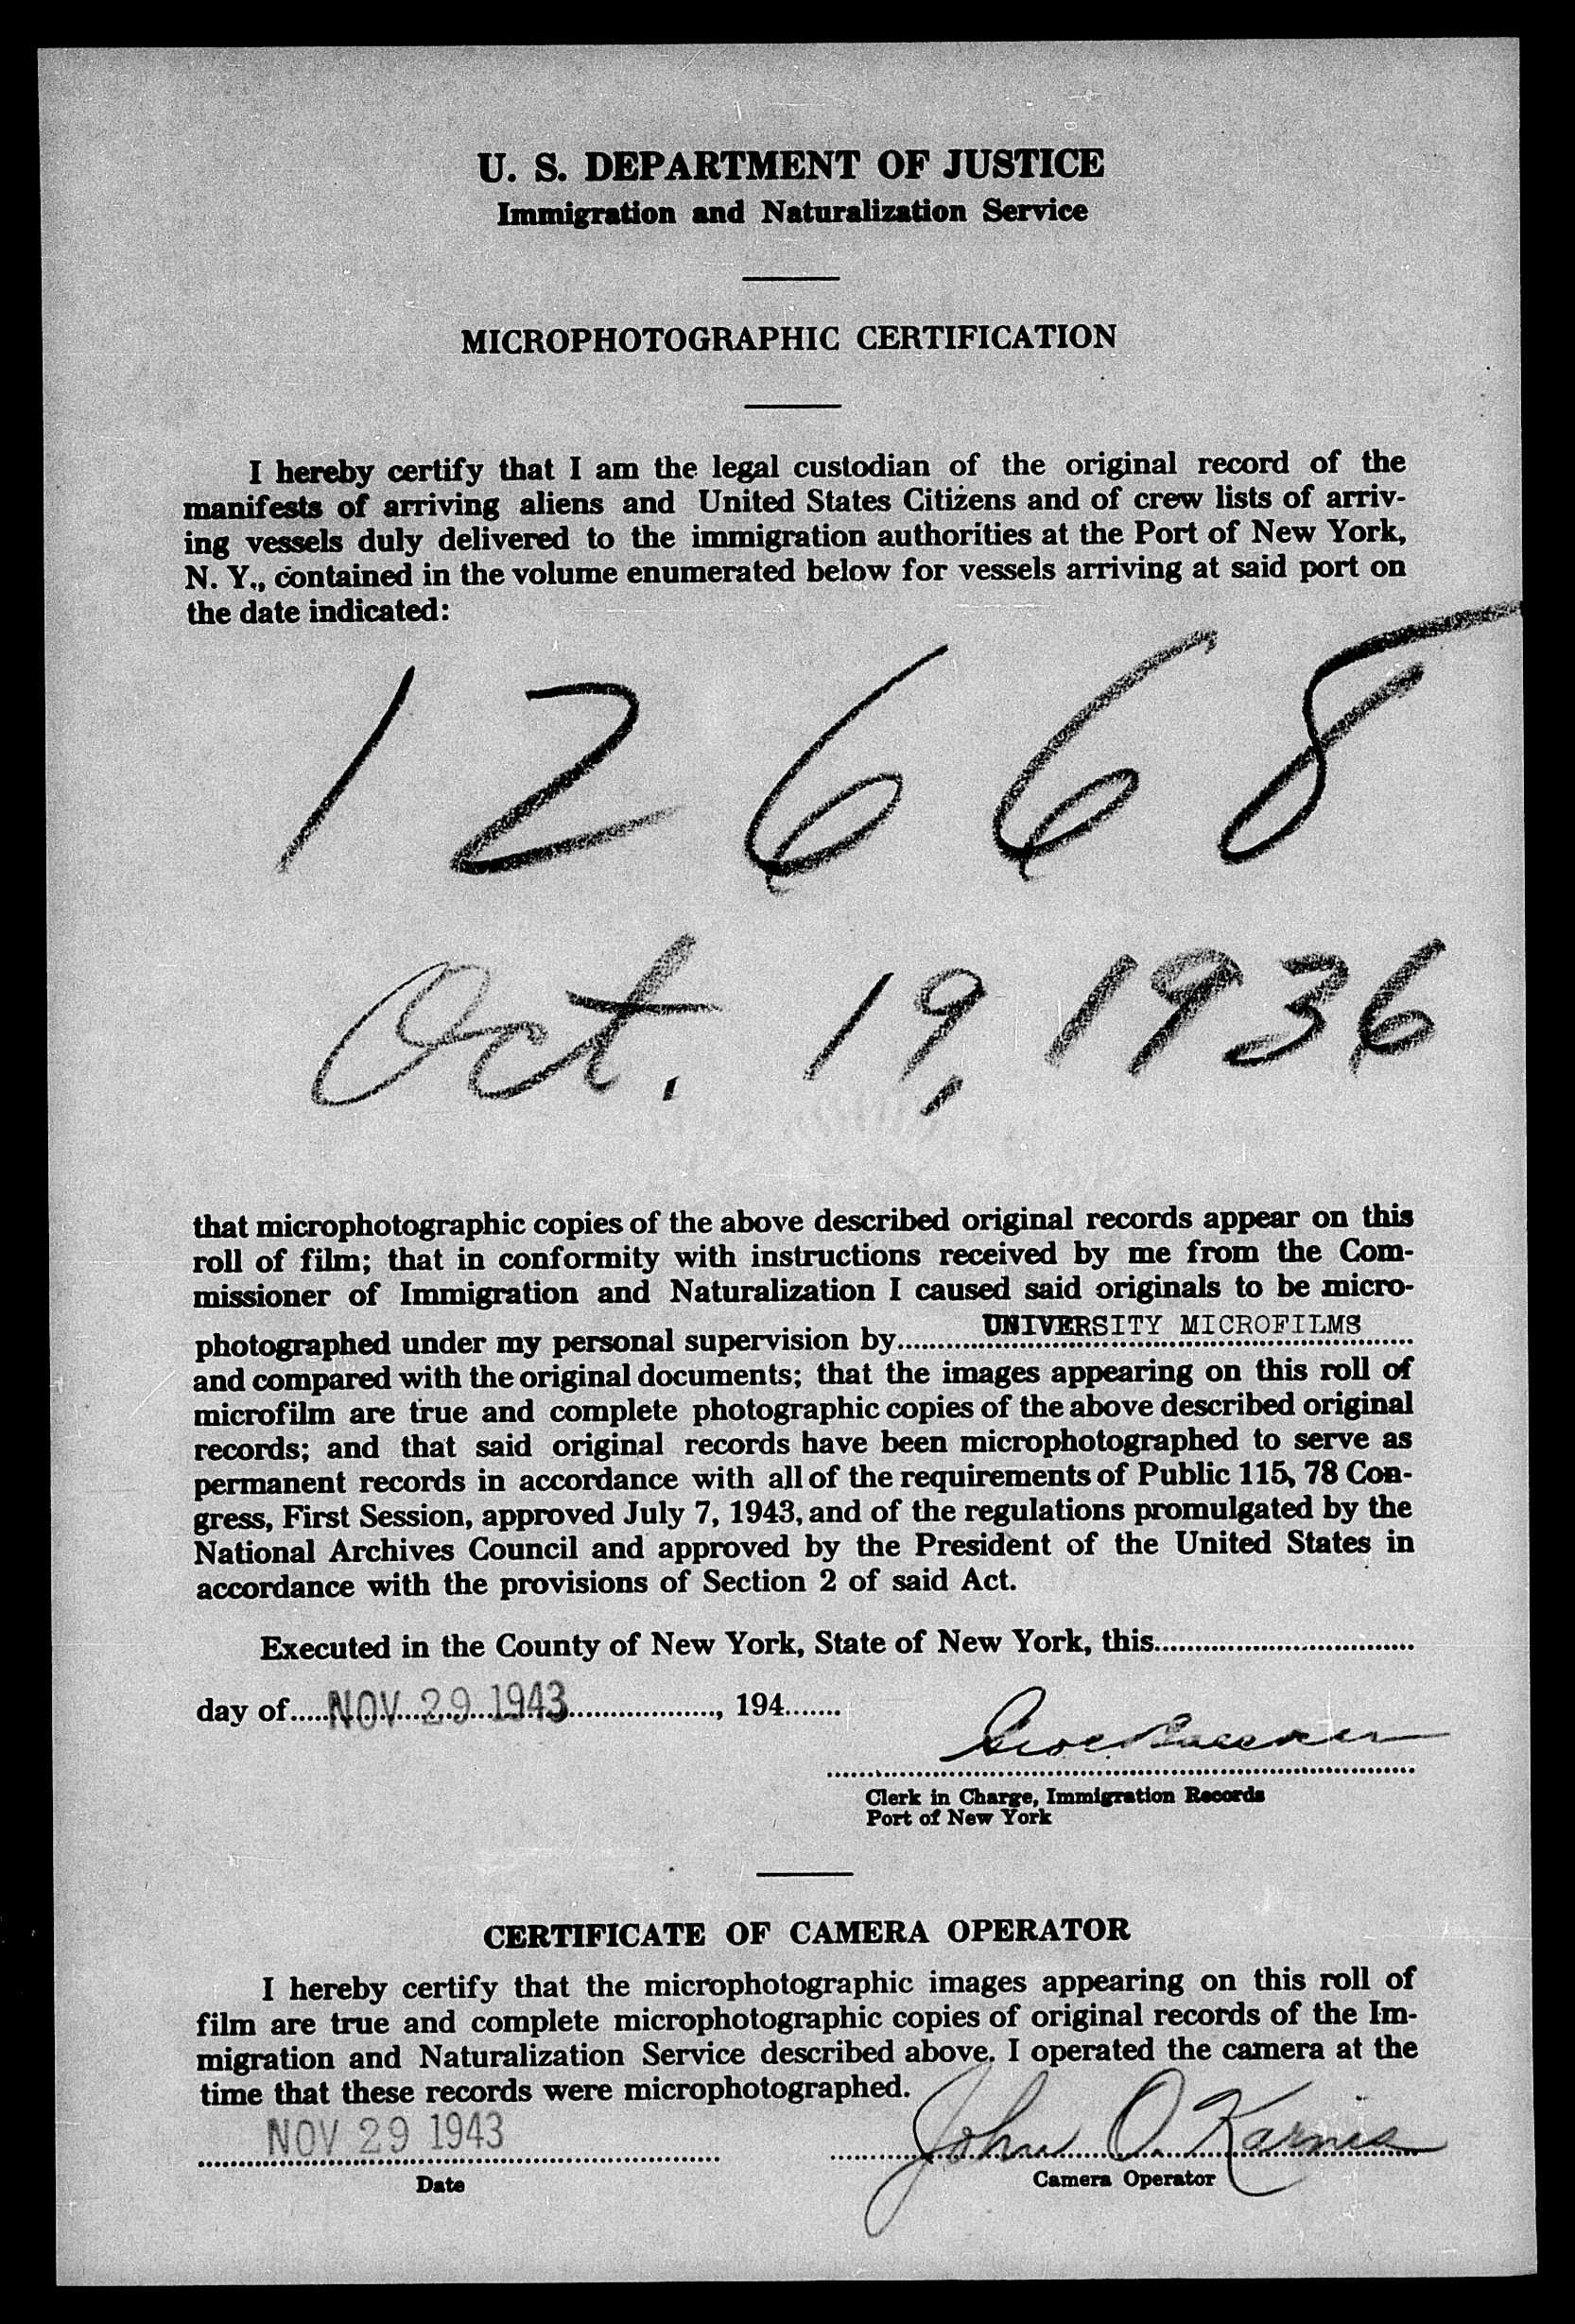 U. S. DEPARTMENT OF JUSTICE
Immigration and Naturalization Service
MICROPHOTOGRAPHIC CERTIFICATION
I hereby certify that I am the legal custodian of the original record of the
manifests of arriving aliens and United States Citizens and of crew lists of arriv-
ing vessels duly delivered to the immigration authorities at the Port of New York,
N. Y., contained in the volume enumerated below for vessels arriving at said port on
the date indicated:
12668
Oct. 19, 1936
that microphotographic copies of the above described original records appear on this
roll of film; that in conformity with instructions received by me from the Com-
missioner of Immigration and Naturalization I caused said originals to be micro-
photographed under my personal supervision by UNIVERSITY MICROFILMS
and compared with the original documents; that the images appearing on this roll of
microfilm are true and complete photographic copies of the above described original
records; and that said original records have been microphotographed to serve as
permanent records in accordance with all of the requirements of Public 115, 78 Con-
gress, First Session, approved July 7, 1943, and of the regulations promulgated by the
National Archives Council and approved by the President of the United States in
accordance with the provisions of Section 2 of said Act.
Executed in the County of New York, State of New York, this
day of NOV 29 1943, 194
Clerk in Charge, Immigration Records
Port of New York
CERTIFICATE OF CAMERA OPERATOR
I hereby certify that the microphotographic images appearing on this roll of
film are true and complete microphotographic copies of original records of the Im-
migration and Naturalization Service described above. I operated the camera at the
time that these records were microphotographed.
NOV 29 1943 John O Karnes
Date Camera Operator